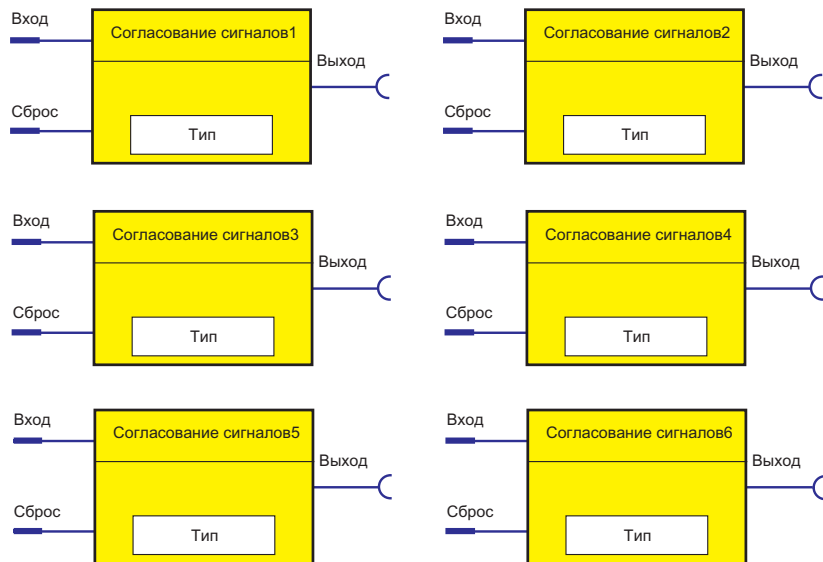 Вход
Согласование сигналов1
Выход
Сброс
Тип
Вход
Согласование сигналов2
Выход
Сброс
Тип
Вход
Согласование сигналов3
Выход
Сброс
Тип
Вход
Согласование сигналов4
Выход
Сброс
Тип
Вход
Согласование сигналов5
Выход
Сброс
Тип
Вход
Согласование сигналов6
Выход
Сброс
Тип